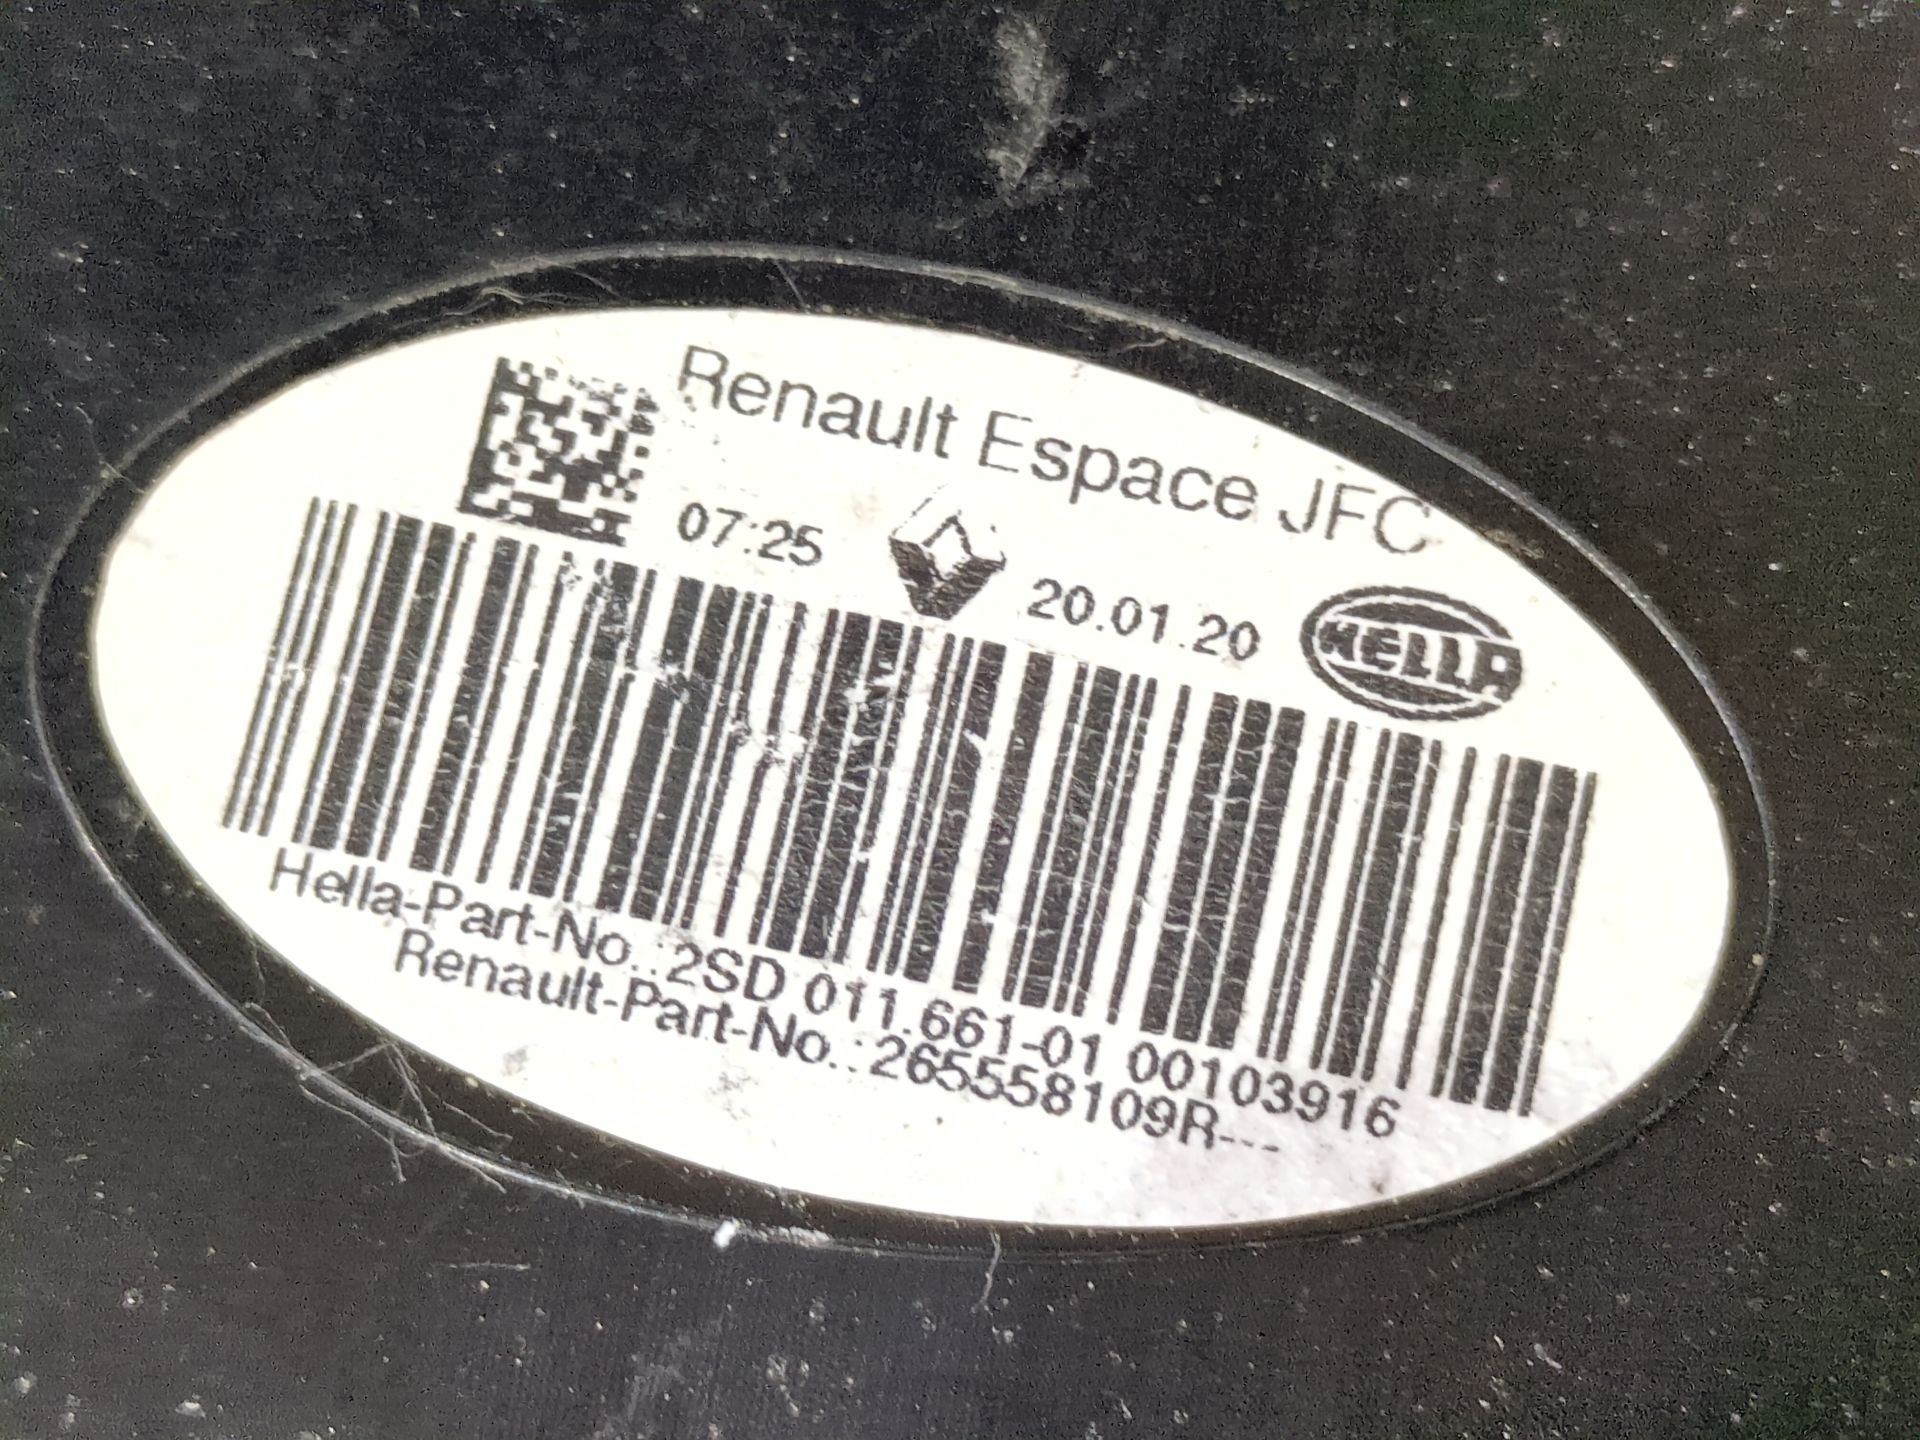 Renault Espace JFC
07:25 20.01.20 HELLA
Hella-Part-No.:2SD 011.661-01 00103916
Renault-Part-No.:265558109R---